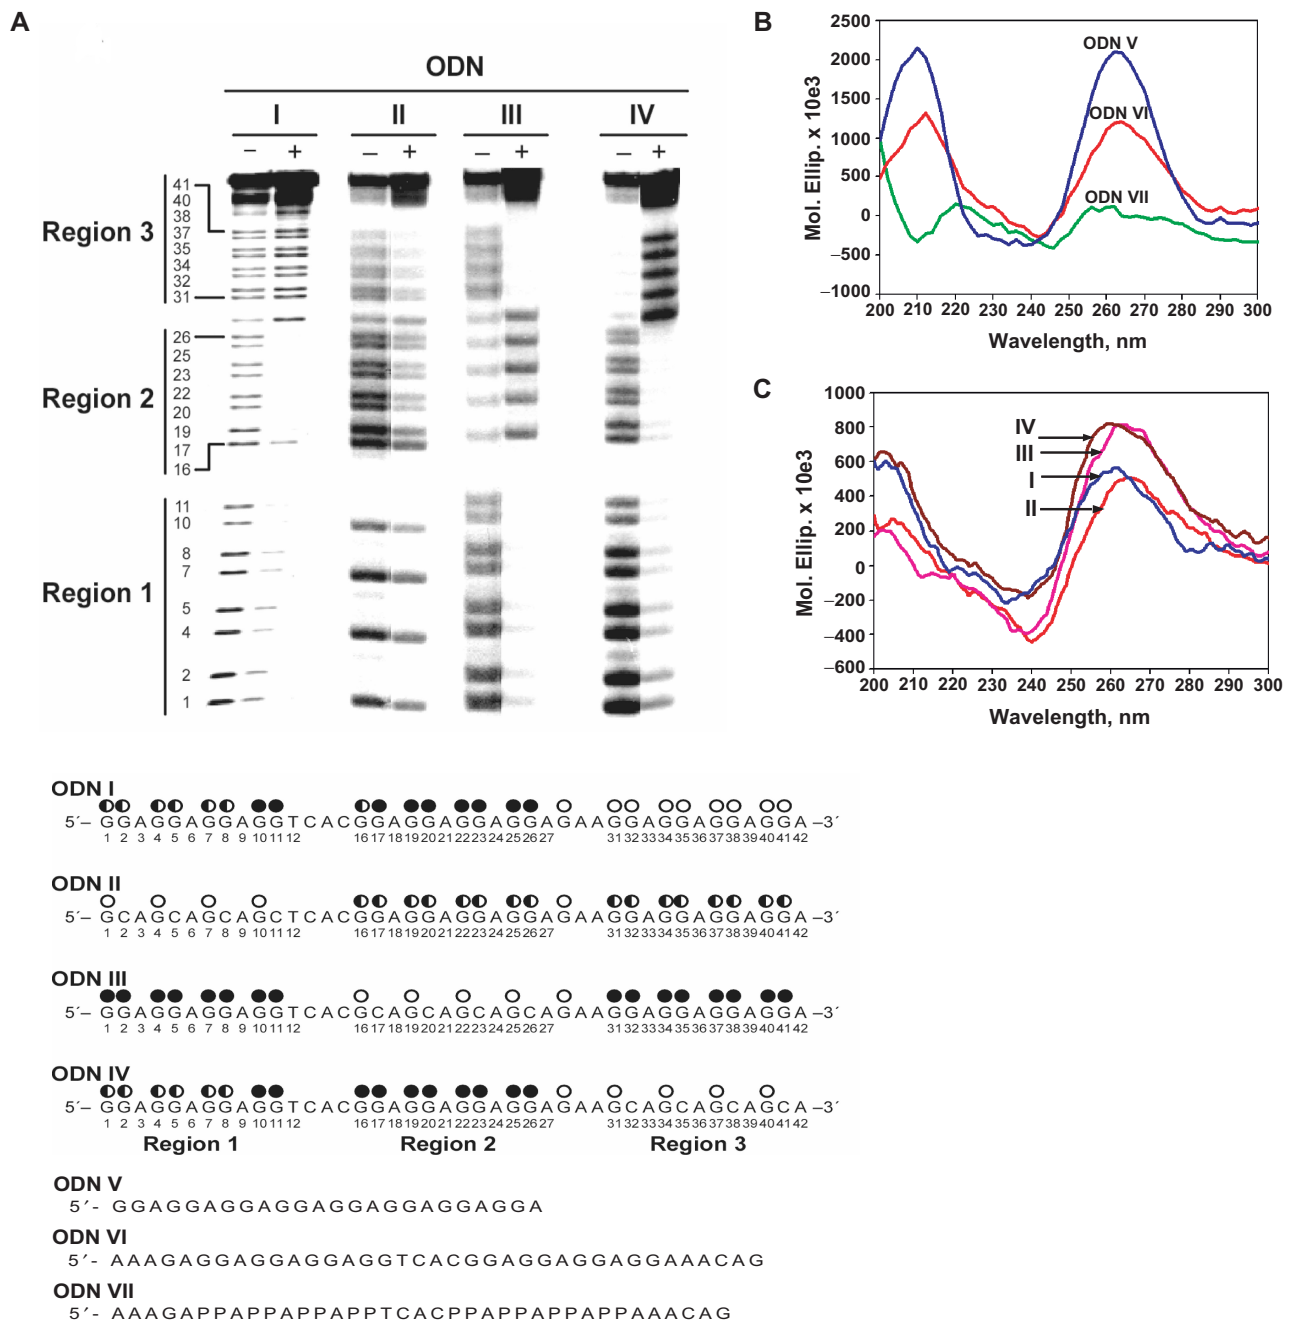 A
ODN
I II III IV
– + – + – + – +
Region 3
41
40
38
37
35
34
32
31
Region 2
26
25
23
22
20
19
17
16
Region 1
11
10
8
7
5
4
2
1
B
Mol. Ellip. x 10e3
2500
2000
1500
1000
500
0
–500
–1000
ODN V
ODN VI
ODN VII
200 210 220 230 240 250 260 270 280 290 300
Wavelength, nm
C
Mol. Ellip. x 10e3
1000
800
600
400
200
0
–200
–400
–600
IV
III
I
II
200 210 220 230 240 250 260 270 280 290 300
Wavelength, nm
ODN I
5´– GGAGGAGGAGGTCACGGAGGAGGAGGAGAAGGAGGAGGAGGA –3´
1 2 3 4 5 6 7 8 9 10 11 12 16 17 18 19 20 21 22 23 24 25 26 27 31 32 33 34 35 36 37 38 39 40 41 42
ODN II
5´– GCAGCAGCAGCTCACGGAGGAGGAGGAGAAGGAGGAGGAGGA –3´
1 2 3 4 5 6 7 8 9 10 11 12 16 17 18 19 20 21 22 23 24 25 26 27 31 32 33 34 35 36 37 38 39 40 41 42
ODN III
5´– GGAGGAGGAGGTCACGCAGCAGCAGCAGAAGGAGGAGGAGGA –3´
1 2 3 4 5 6 7 8 9 10 11 12 16 17 18 19 20 21 22 23 24 25 26 27 31 32 33 34 35 36 37 38 39 40 41 42
ODN IV
5´– GGAGGAGGAGGTCACGGAGGAGGAGGAGAAGCAGCAGCAGCA –3´
1 2 3 4 5 6 7 8 9 10 11 12 16 17 18 19 20 21 22 23 24 25 26 27 31 32 33 34 35 36 37 38 39 40 41 42
Region 1 Region 2 Region 3
ODN V
5´- GGAGGAGGAGGAGGAGGAGGAGGA
ODN VI
5´- AAAGAGGAGGAGGAGGTCACGGAGGAGGAGGAAACAG
ODN VII
5´- AAAGAPPAPPAPPAPPTCACPPAPPAPPAPPAAACAG